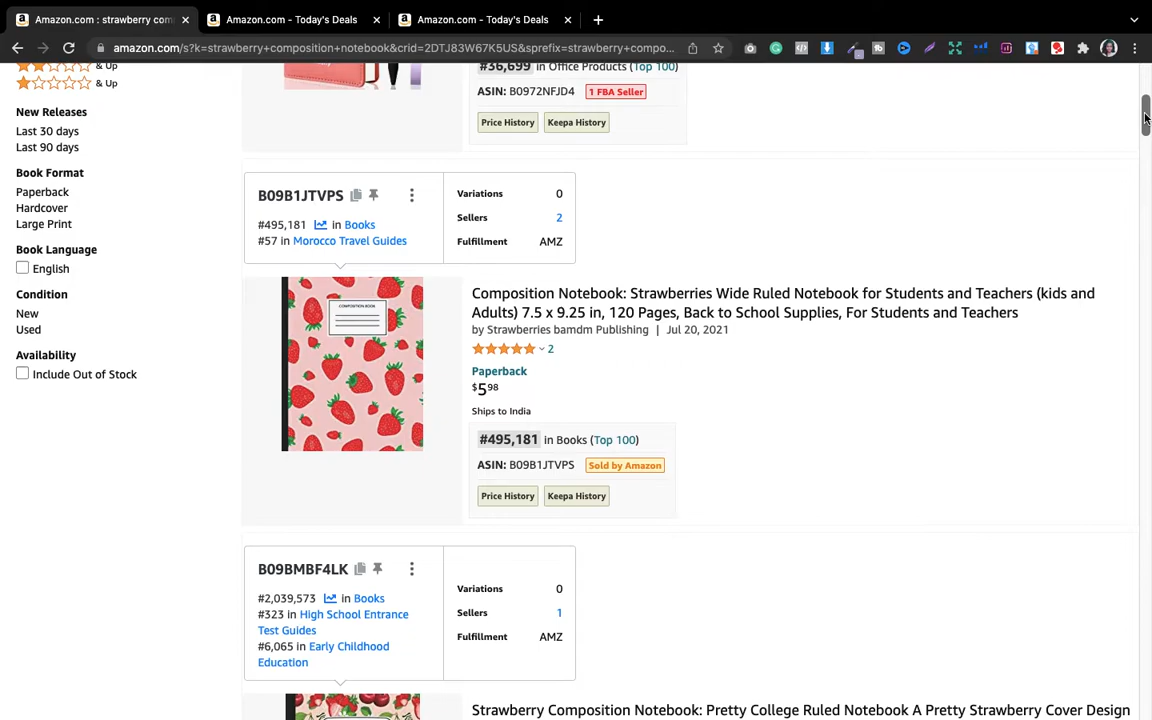 Amazon.com : strawberry com
Amazon.com - Today's Deals
Amazon.com - Today's Deals
amazon.com/s?k=strawberry+composition+notebook&crid=2DTJ83W67K5US&sprefix=strawberry+compo...
& Up
& Up
New Releases
Last 30 days
Last 90 days
Book Format
Paperback
Hardcover
Large Print
Book Language
English
Condition
New
Used
Availability
Include Out of Stock
#36,699 in Office Products (Top 100)
ASIN: B0972NFJD4 1 FBA Seller
Price History Keepa History
B09B1JTVPS
#495,181 in Books
#57 in Morocco Travel Guides
Variations 0
Sellers 2
Fulfillment AMZ
COMPOSITION BOOK
Composition Notebook: Strawberries Wide Ruled Notebook for Students and Teachers (kids and
Adults) 7.5 x 9.25 in, 120 Pages, Back to School Supplies, For Students and Teachers
by Strawberries bamdm Publishing | Jul 20, 2021
2
Paperback
$598
Ships to India
#495,181 in Books (Top 100)
ASIN: B09B1JTVPS Sold by Amazon
Price History Keepa History
B09BMBF4LK
#2,039,573 in Books
#323 in High School Entrance
Test Guides
#6,065 in Early Childhood
Education
Variations 0
Sellers 1
Fulfillment AMZ
Strawberry Composition Notebook: Pretty College Ruled Notebook A Pretty Strawberry Cover Design